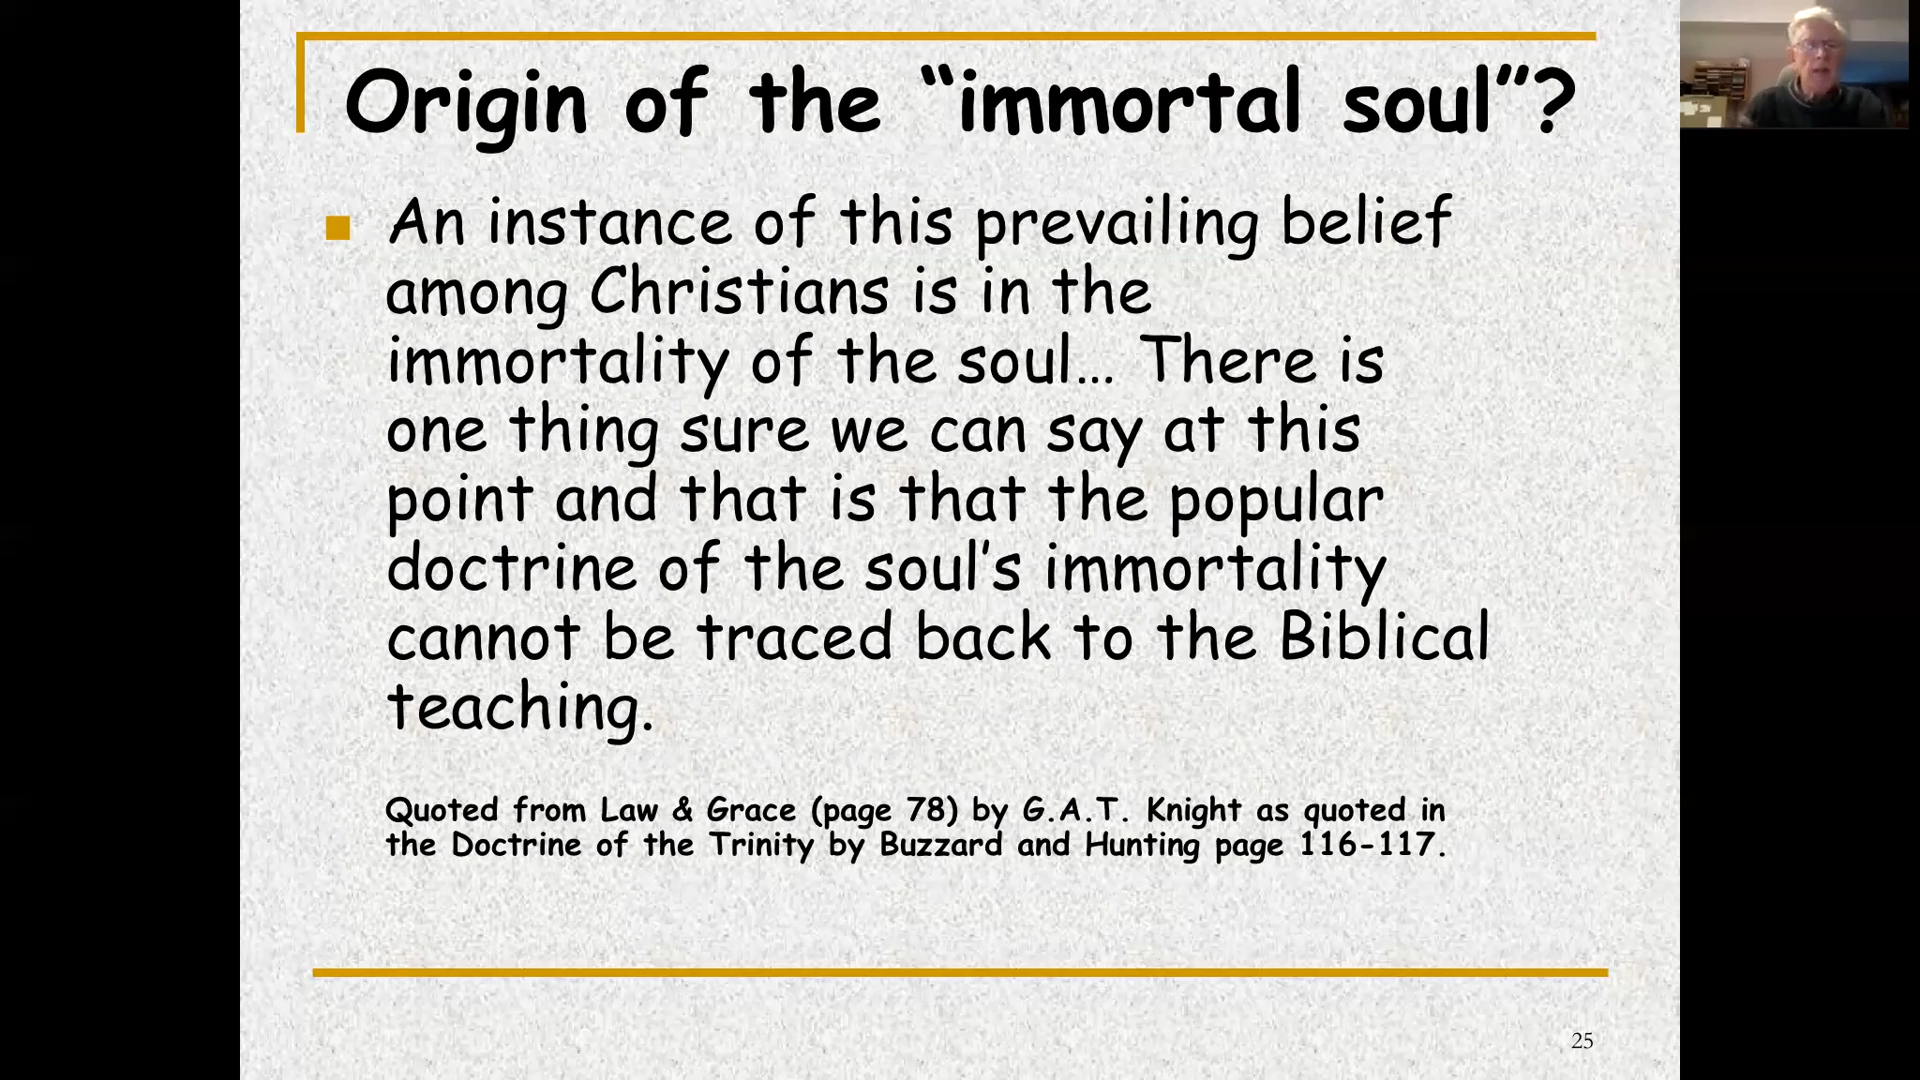 Origin of the “immortal soul”?
An instance of this prevailing belief
among Christians is in the
immortality of the soul… There is
one thing sure we can say at this
point and that is that the popular
doctrine of the soul’s immortality
cannot be traced back to the Biblical
teaching.
Quoted from Law & Grace (page 78) by G.A.T. Knight as quoted in
the Doctrine of the Trinity by Buzzard and Hunting page 116-117.
25